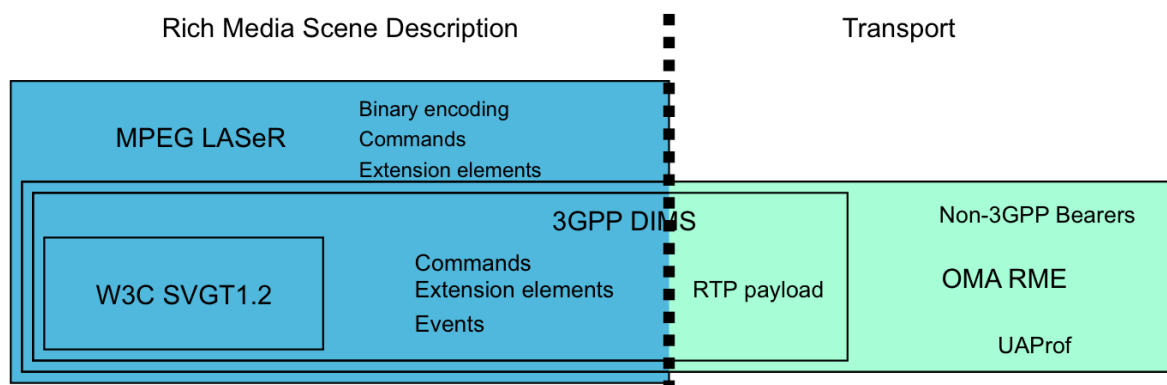 Rich Media Scene Description
Transport
MPEG LASeR
Binary encoding
Commands
Extension elements
3GPP DIMS
Non-3GPP Bearers
W3C SVGT1.2
Commands
Extension elements
Events
RTP payload
OMA RME
UAProf